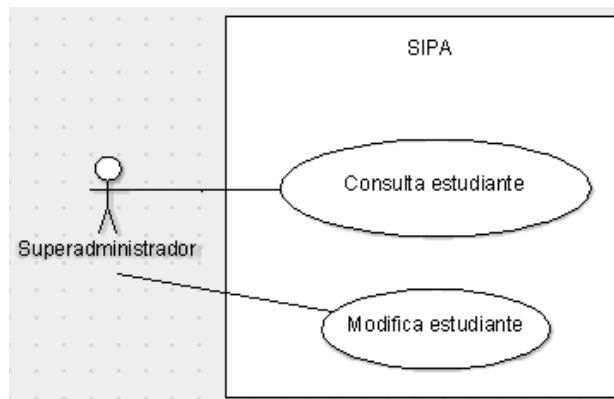 SIPA
Consulta estudiante
Superadministrador
Modifica estudiante